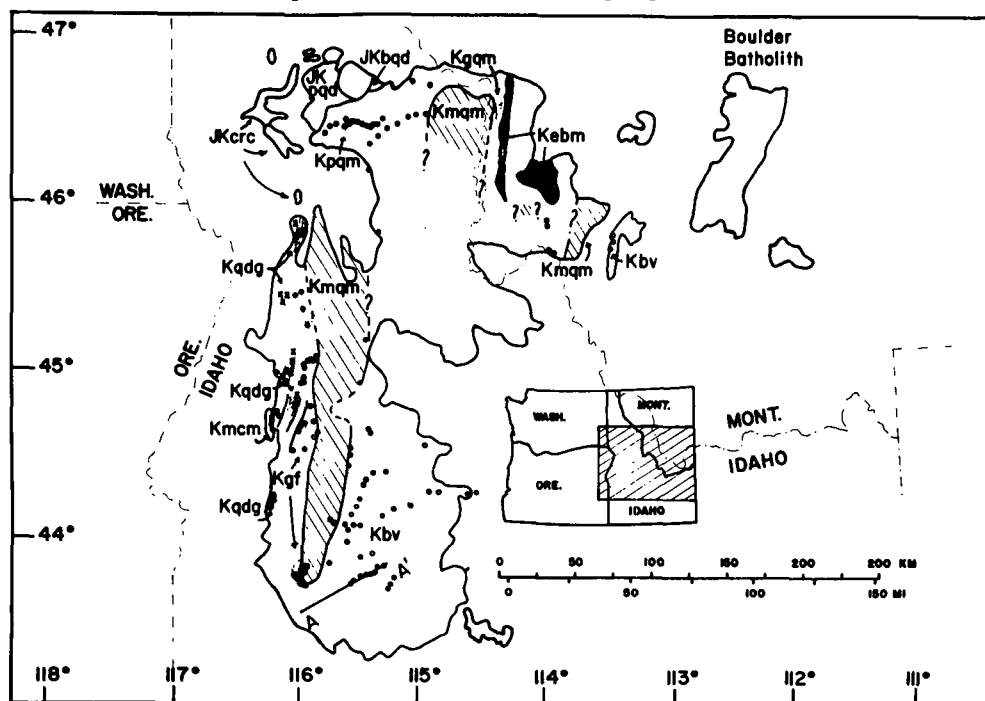 47°
Boulder
Batholith
JKbqd
Kgqm
JK
pqd
Kmqm
JKcrc
Kebm
Kpqm
46°
WASH.
ORE.
Kqdg
Kmqm
Kmqm
Kbv
ORE.
IDAHO
45°
Kqdg
Kmcm
WASH.
MONT.
MONT.
IDAHO
Kgf
ORE.
IDAHO
Kqdg
44°
Kbv
A'
A
0 50 100 150 200 200 KM
0 50 100 150 MI
118° 117° 116° 115° 114° 113° 112° 111°